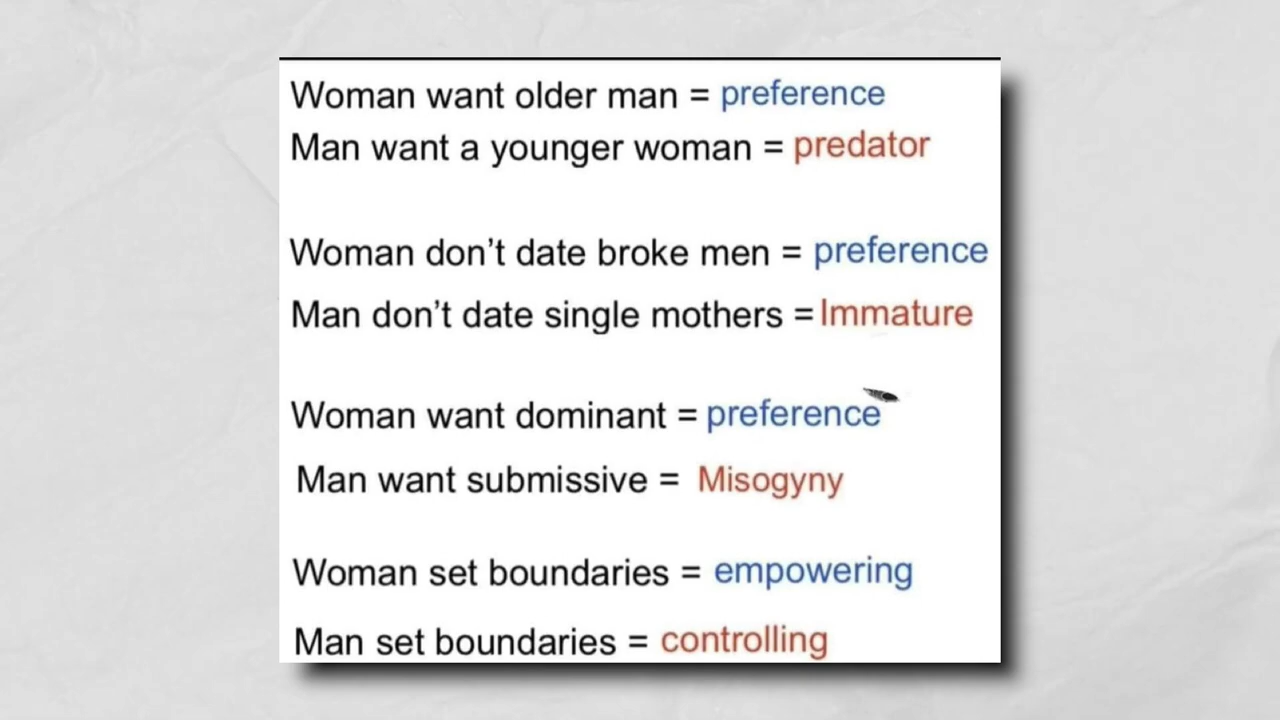 Woman want older man = preference
Man want a younger woman = predator
Woman don’t date broke men = preference
Man don’t date single mothers = Immature
Woman want dominant = preference
Man want submissive = Misogyny
Woman set boundaries = empowering
Man set boundaries = controlling